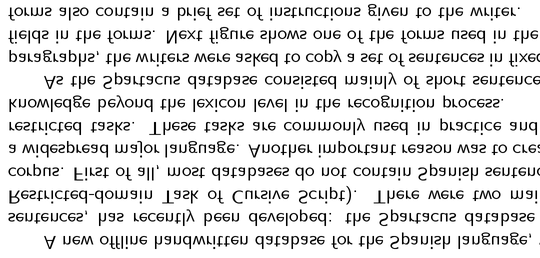 A new offline handwritten database for the Spanish language,
sentences, has recently been developed: the Spartacus database
Restricted-domain Task of Cursive Script). There were two mai
corpus. First of all, most databases do not contain Spanish sentenc
a widespread major language. Another important reason was to crea
restricted tasks. These tasks are commonly used in practice and
knowledge beyond the lexicon level in the recognition process.
As the Spartacus database consisted mainly of short sentence
paragraphs, the writers were asked to copy a set of sentences in fixed
fields in the forms. Next figure shows one of the forms used in the
forms also contain a brief set of instructions given to the writer.